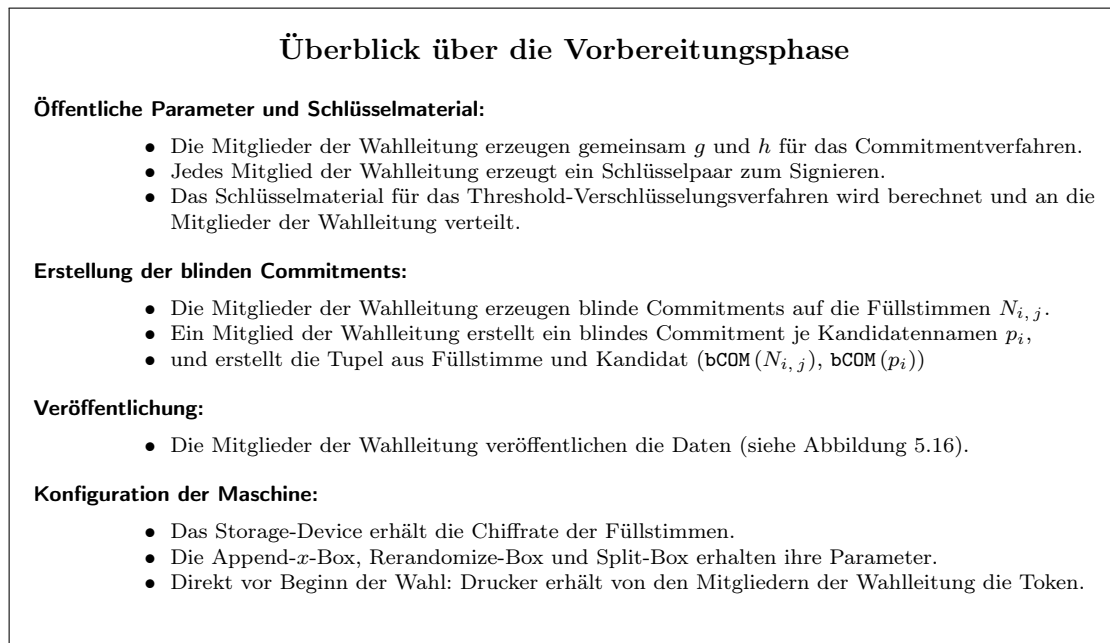 Überblick über die Vorbereitungsphase
Öffentliche Parameter und Schlüsselmaterial:
• Die Mitglieder der Wahlleitung erzeugen gemeinsam g und h für das Commitmentverfahren.
• Jedes Mitglied der Wahlleitung erzeugt ein Schlüsselpaar zum Signieren.
• Das Schlüsselmaterial für das Threshold-Verschlüsselungsverfahren wird berechnet und an die
Mitglieder der Wahlleitung verteilt.
Erstellung der blinden Commitments:
• Die Mitglieder der Wahlleitung erzeugen blinde Commitments auf die Füllstimmen N_{i,j}.
• Ein Mitglied der Wahlleitung erstellt ein blindes Commitment je Kandidatennamen p_i,
• und erstellt die Tupel aus Füllstimme und Kandidat (bCOM(N_{i,j}), bCOM(p_i))
Veröffentlichung:
• Die Mitglieder der Wahlleitung veröffentlichen die Daten (siehe Abbildung 5.16).
Konfiguration der Maschine:
• Das Storage-Device erhält die Chiffrate der Füllstimmen.
• Die Append-x-Box, Rerandomize-Box und Split-Box erhalten ihre Parameter.
• Direkt vor Beginn der Wahl: Drucker erhält von den Mitgliedern der Wahlleitung die Token.